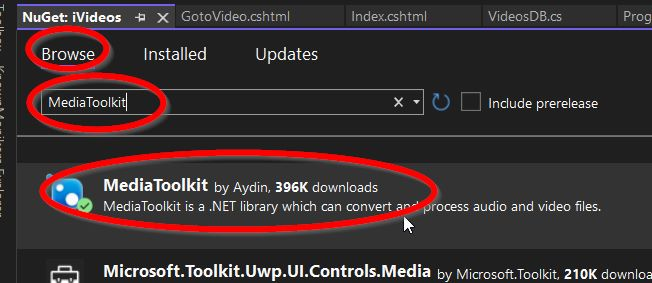 NuGet: iVideos GotoVideo.cshtml Index.cshtml VideosDB.cs Prog
Browse Installed Updates
MediaToolkit Include prerelease
MediaToolkit by Aydin, 396K downloads
MediaToolkit is a .NET library which can convert and process audio and video files.
Microsoft.Toolkit.Uwp.UI.Controls.Media by Microsoft.Toolkit, 210K downloa